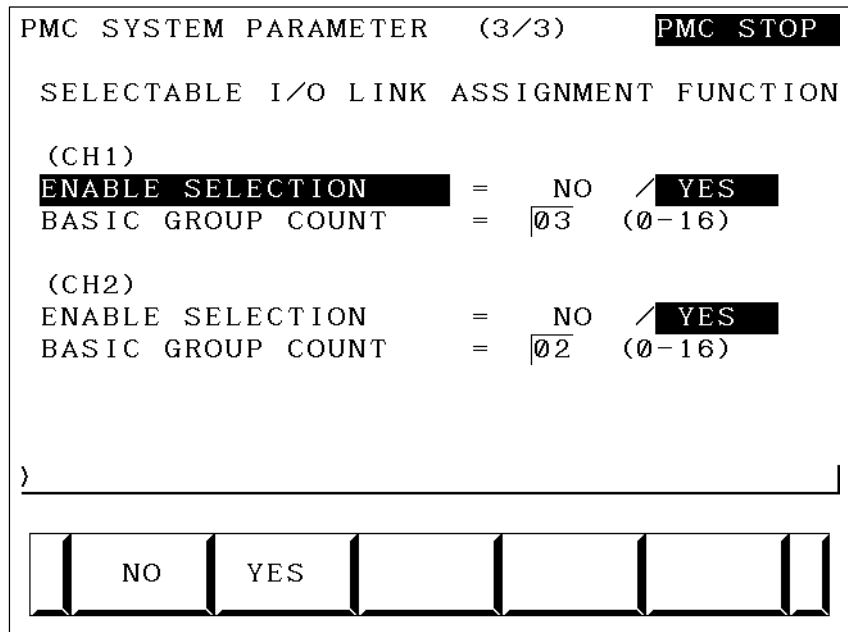 PMC SYSTEM PARAMETER (3/3) PMC STOP
SELECTABLE I/O LINK ASSIGNMENT FUNCTION
(CH1)
ENABLE SELECTION = NO / YES
BASIC GROUP COUNT = 03 (0-16)
(CH2)
ENABLE SELECTION = NO / YES
BASIC GROUP COUNT = 02 (0-16)
)
NO YES